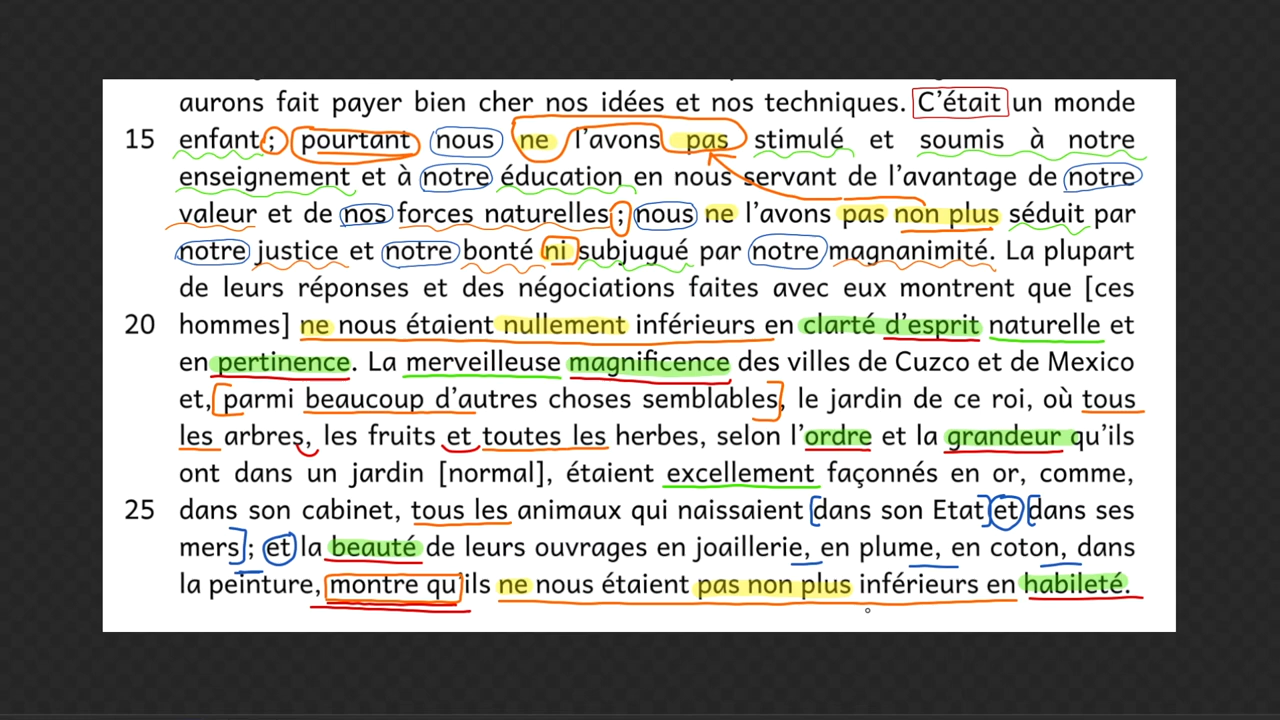 aurons fait payer bien cher nos idées et nos techniques. C’était un monde
15 enfant ; pourtant nous ne l’avons pas stimulé et soumis à notre
enseignement et à notre éducation en nous servant de l’avantage de notre
valeur et de nos forces naturelles ; nous ne l’avons pas non plus séduit par
notre justice et notre bonté ni subjugué par notre magnanimité. La plupart
de leurs réponses et des négociations faites avec eux montrent que [ces
20 hommes] ne nous étaient nullement inférieurs en clarté d’esprit naturelle et
en pertinence. La merveilleuse magnificence des villes de Cuzco et de Mexico
et, parmi beaucoup d’autres choses semblables, le jardin de ce roi, où tous
les arbres, les fruits et toutes les herbes, selon l’ordre et la grandeur qu’ils
ont dans un jardin [normal], étaient excellement façonnés en or, comme,
25 dans son cabinet, tous les animaux qui naissaient dans son Etat et dans ses
mers ; et la beauté de leurs ouvrages en joaillerie, en plume, en coton, dans
la peinture, montre qu’ils ne nous étaient pas non plus inférieurs en habileté.